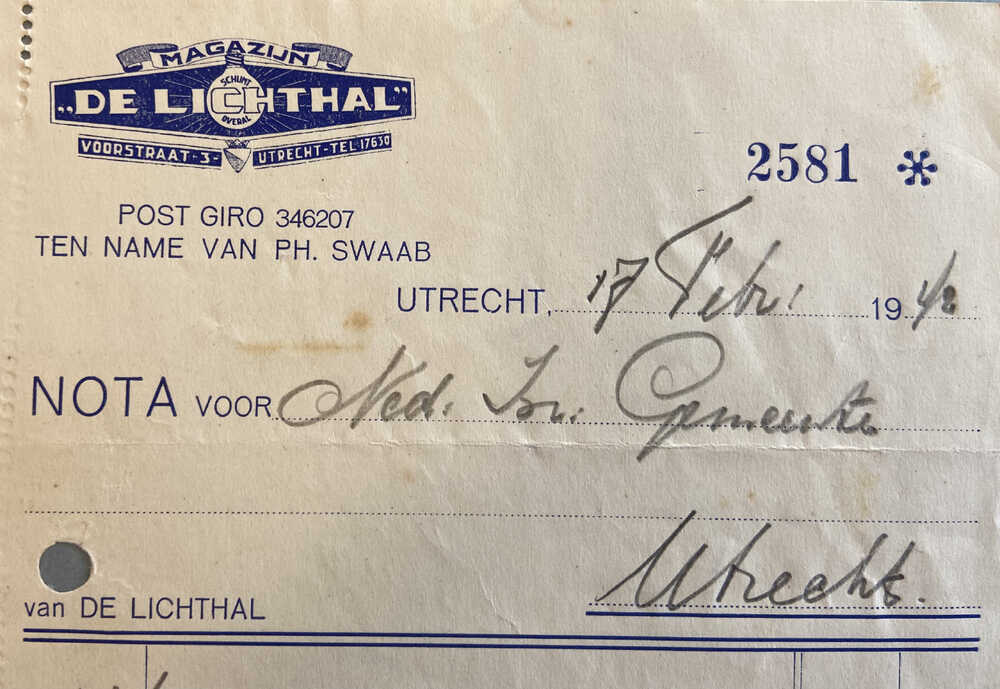 MAGAZIJN
„DE LICHTHAL”
SCHIJNT
OVERAL
VOORSTRAAT-3- UTRECHT-TEL 17630
2581
POST GIRO 346207
TEN NAME VAN PH. SWAAB
UTRECHT, 17 Febr. 1942
NOTA VOOR Ned. Isr. Gemeente
Utrecht.
van DE LICHTHAL